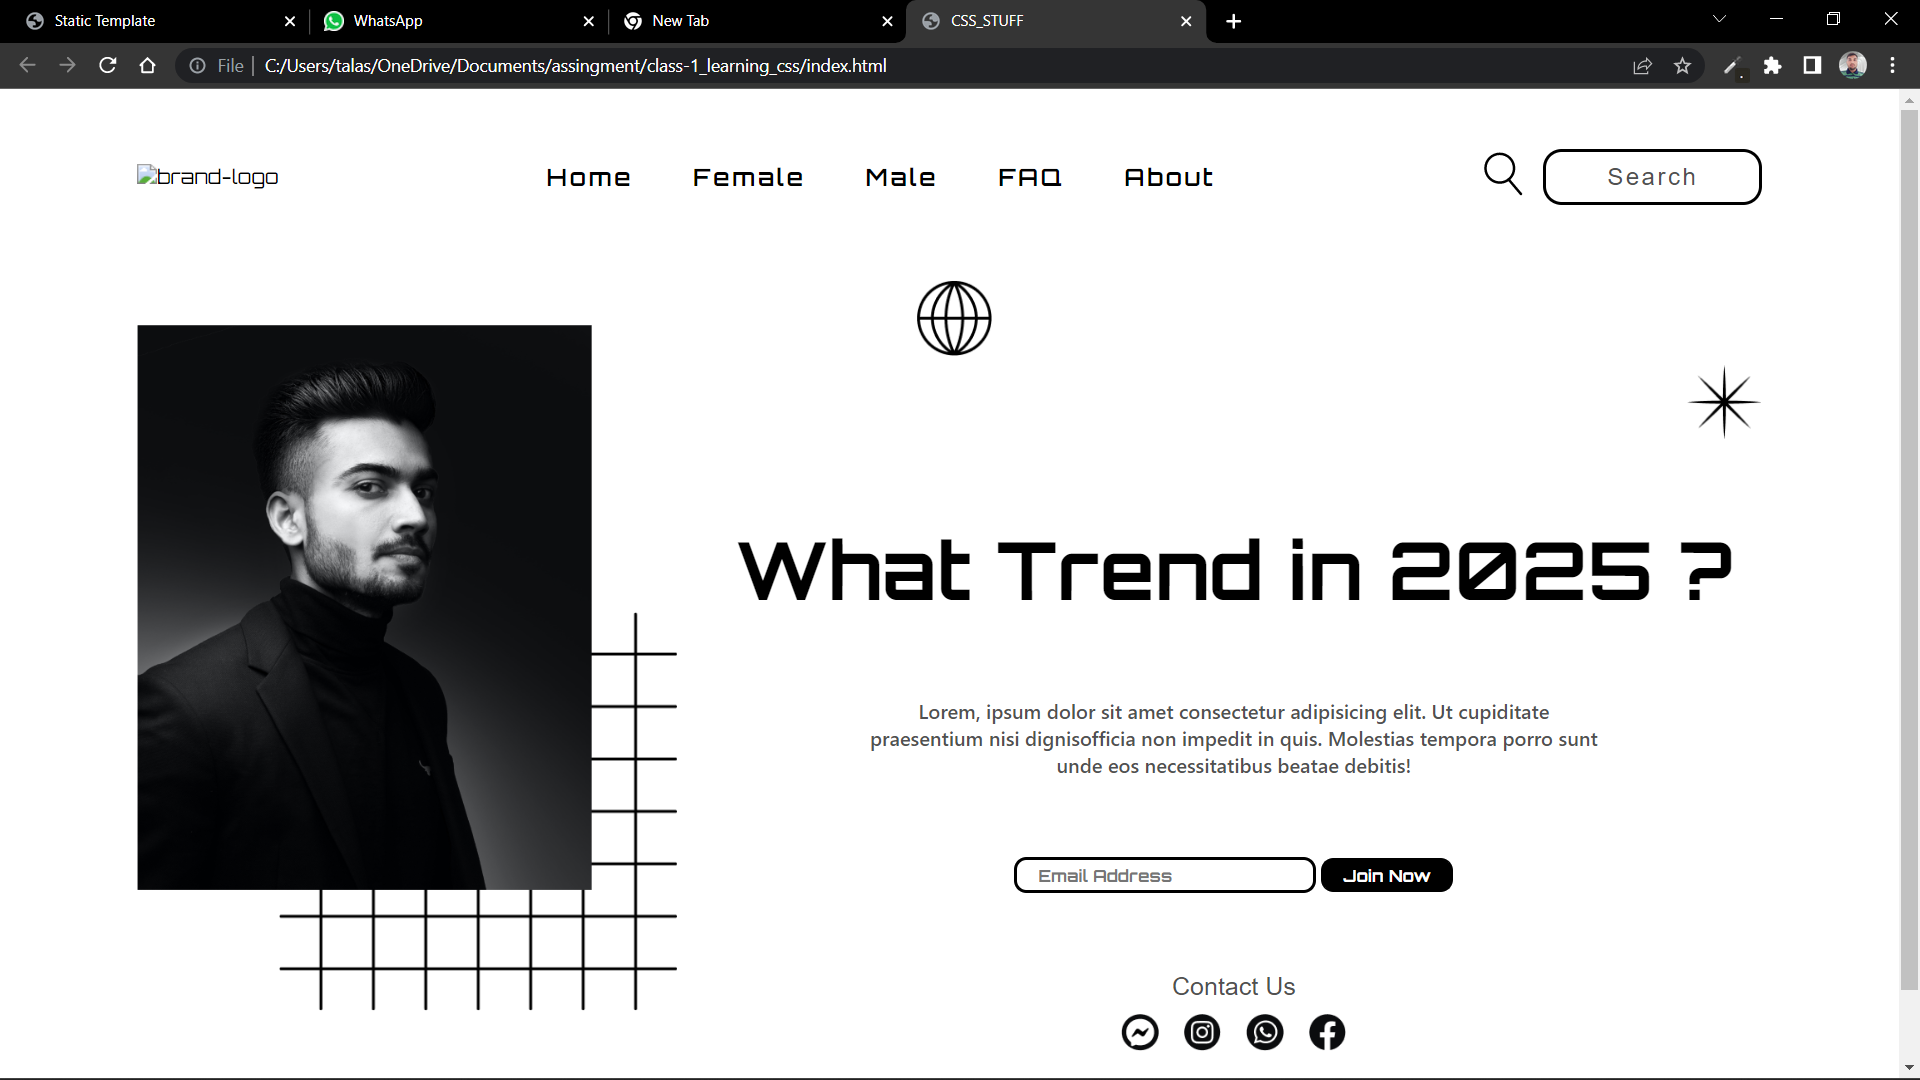 Static Template
WhatsApp
New Tab
CSS_STUFF
File
C:/Users/talas/OneDrive/Documents/assingment/class-1_learning_css/index.html
brand-logo
Home
Female
Male
FAQ
About
Search
What Trend in 2025 ?
Lorem, ipsum dolor sit amet consectetur adipisicing elit. Ut cupiditate
praesentium nisi dignisofficia non impedit in quis. Molestias tempora porro sunt
unde eos necessitatibus beatae debitis!
Email Address
Join Now
Contact Us